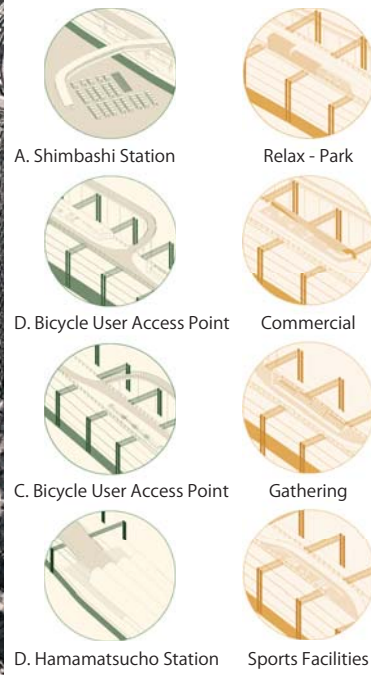 A. Shimbashi Station
Relax - Park
D. Bicycle User Access Point
Commercial
C. Bicycle User Access Point
Gathering
D. Hamamatsucho Station
Sports Facilities